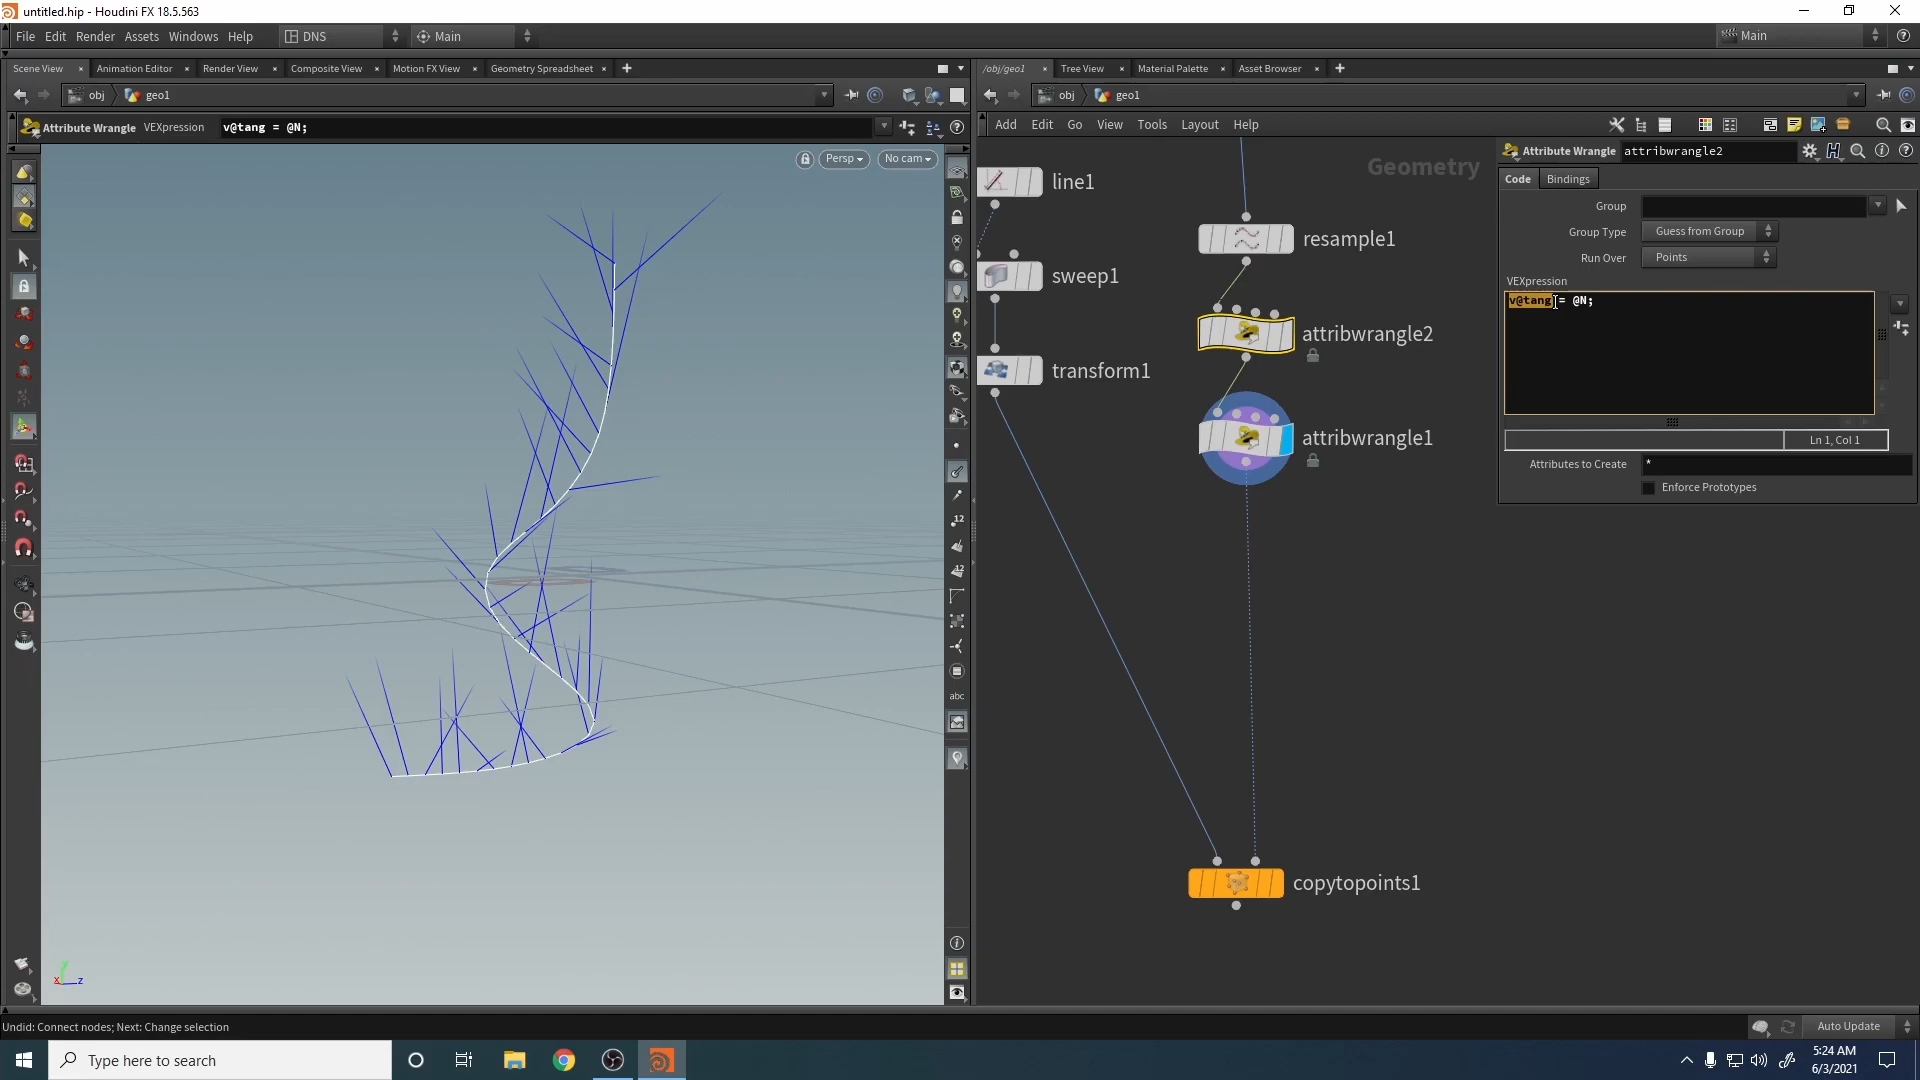 untitled.hip - Houdini FX 18.5.563
File Edit Render Assets Windows Help
DNS
Main
Main
Scene View
Animation Editor
Render View
Composite View
Motion FX View
Geometry Spreadsheet
/obj/geo1
Tree View
Material Palette
Asset Browser
obj
geo1
obj
geo1
Attribute Wrangle
VEXpression
v@tang = @N;
Add Edit Go View Tools Layout Help
Persp
No cam
Geometry
line1
sweep1
transform1
resample1
attribwrangle2
attribwrangle1
copytopoints1
Attribute Wrangle
attribwrangle2
Code
Bindings
Group
Group Type
Guess from Group
Run Over
Points
VEXpression
v@tang = @N;
Ln 1, Col 1
Attributes to Create
*
Enforce Prototypes
12
12
abc
x
y
z
Undid: Connect nodes; Next: Change selection
Auto Update
Type here to search
5:24 AM
6/3/2021